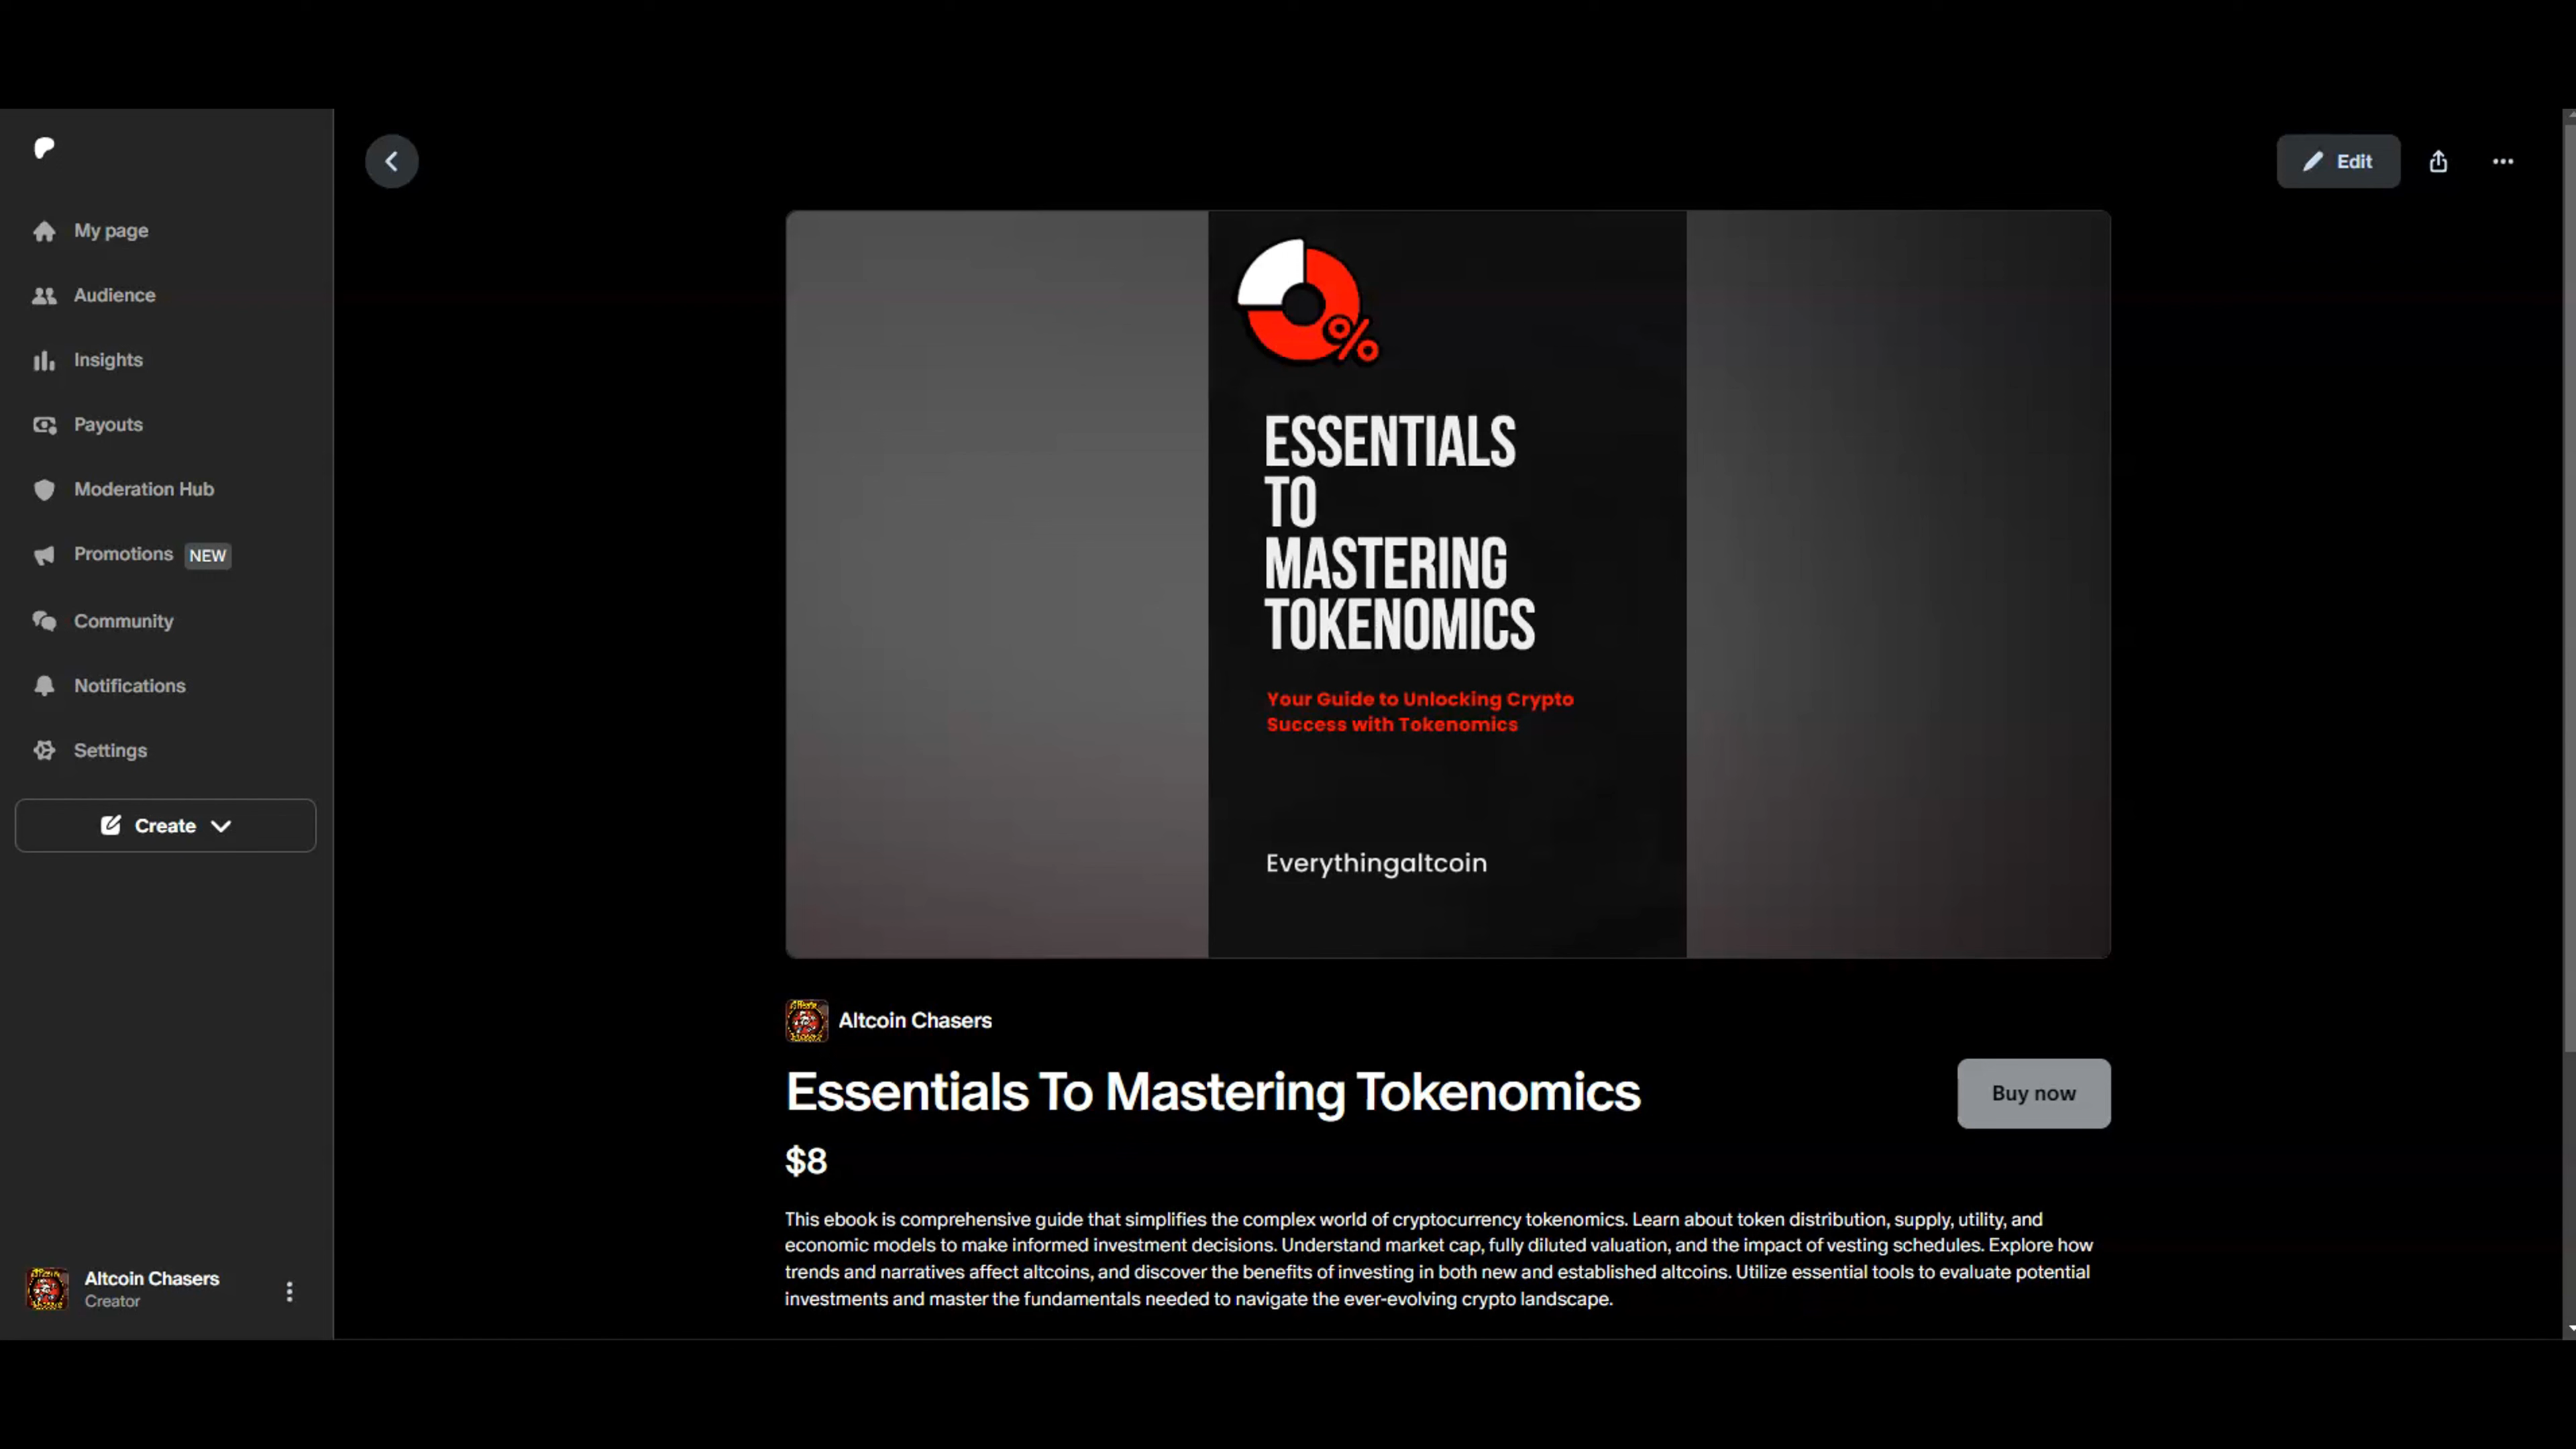 My page
Audience
Insights
Payouts
Moderation Hub
Promotions NEW
Community
Notifications
Settings
Create
Altcoin Chasers
Creator
Edit
%
ESSENTIALS
TO
MASTERING
TOKENOMICS
Your Guide to Unlocking Crypto
Success with Tokenomics
Everythingaltcoin
Altcoin Chasers
Essentials To Mastering Tokenomics
Buy now
$8
This ebook is comprehensive guide that simplifies the complex world of cryptocurrency tokenomics. Learn about token distribution, supply, utility, and
economic models to make informed investment decisions. Understand market cap, fully diluted valuation, and the impact of vesting schedules. Explore how
trends and narratives affect altcoins, and discover the benefits of investing in both new and established altcoins. Utilize essential tools to evaluate potential
investments and master the fundamentals needed to navigate the ever-evolving crypto landscape.